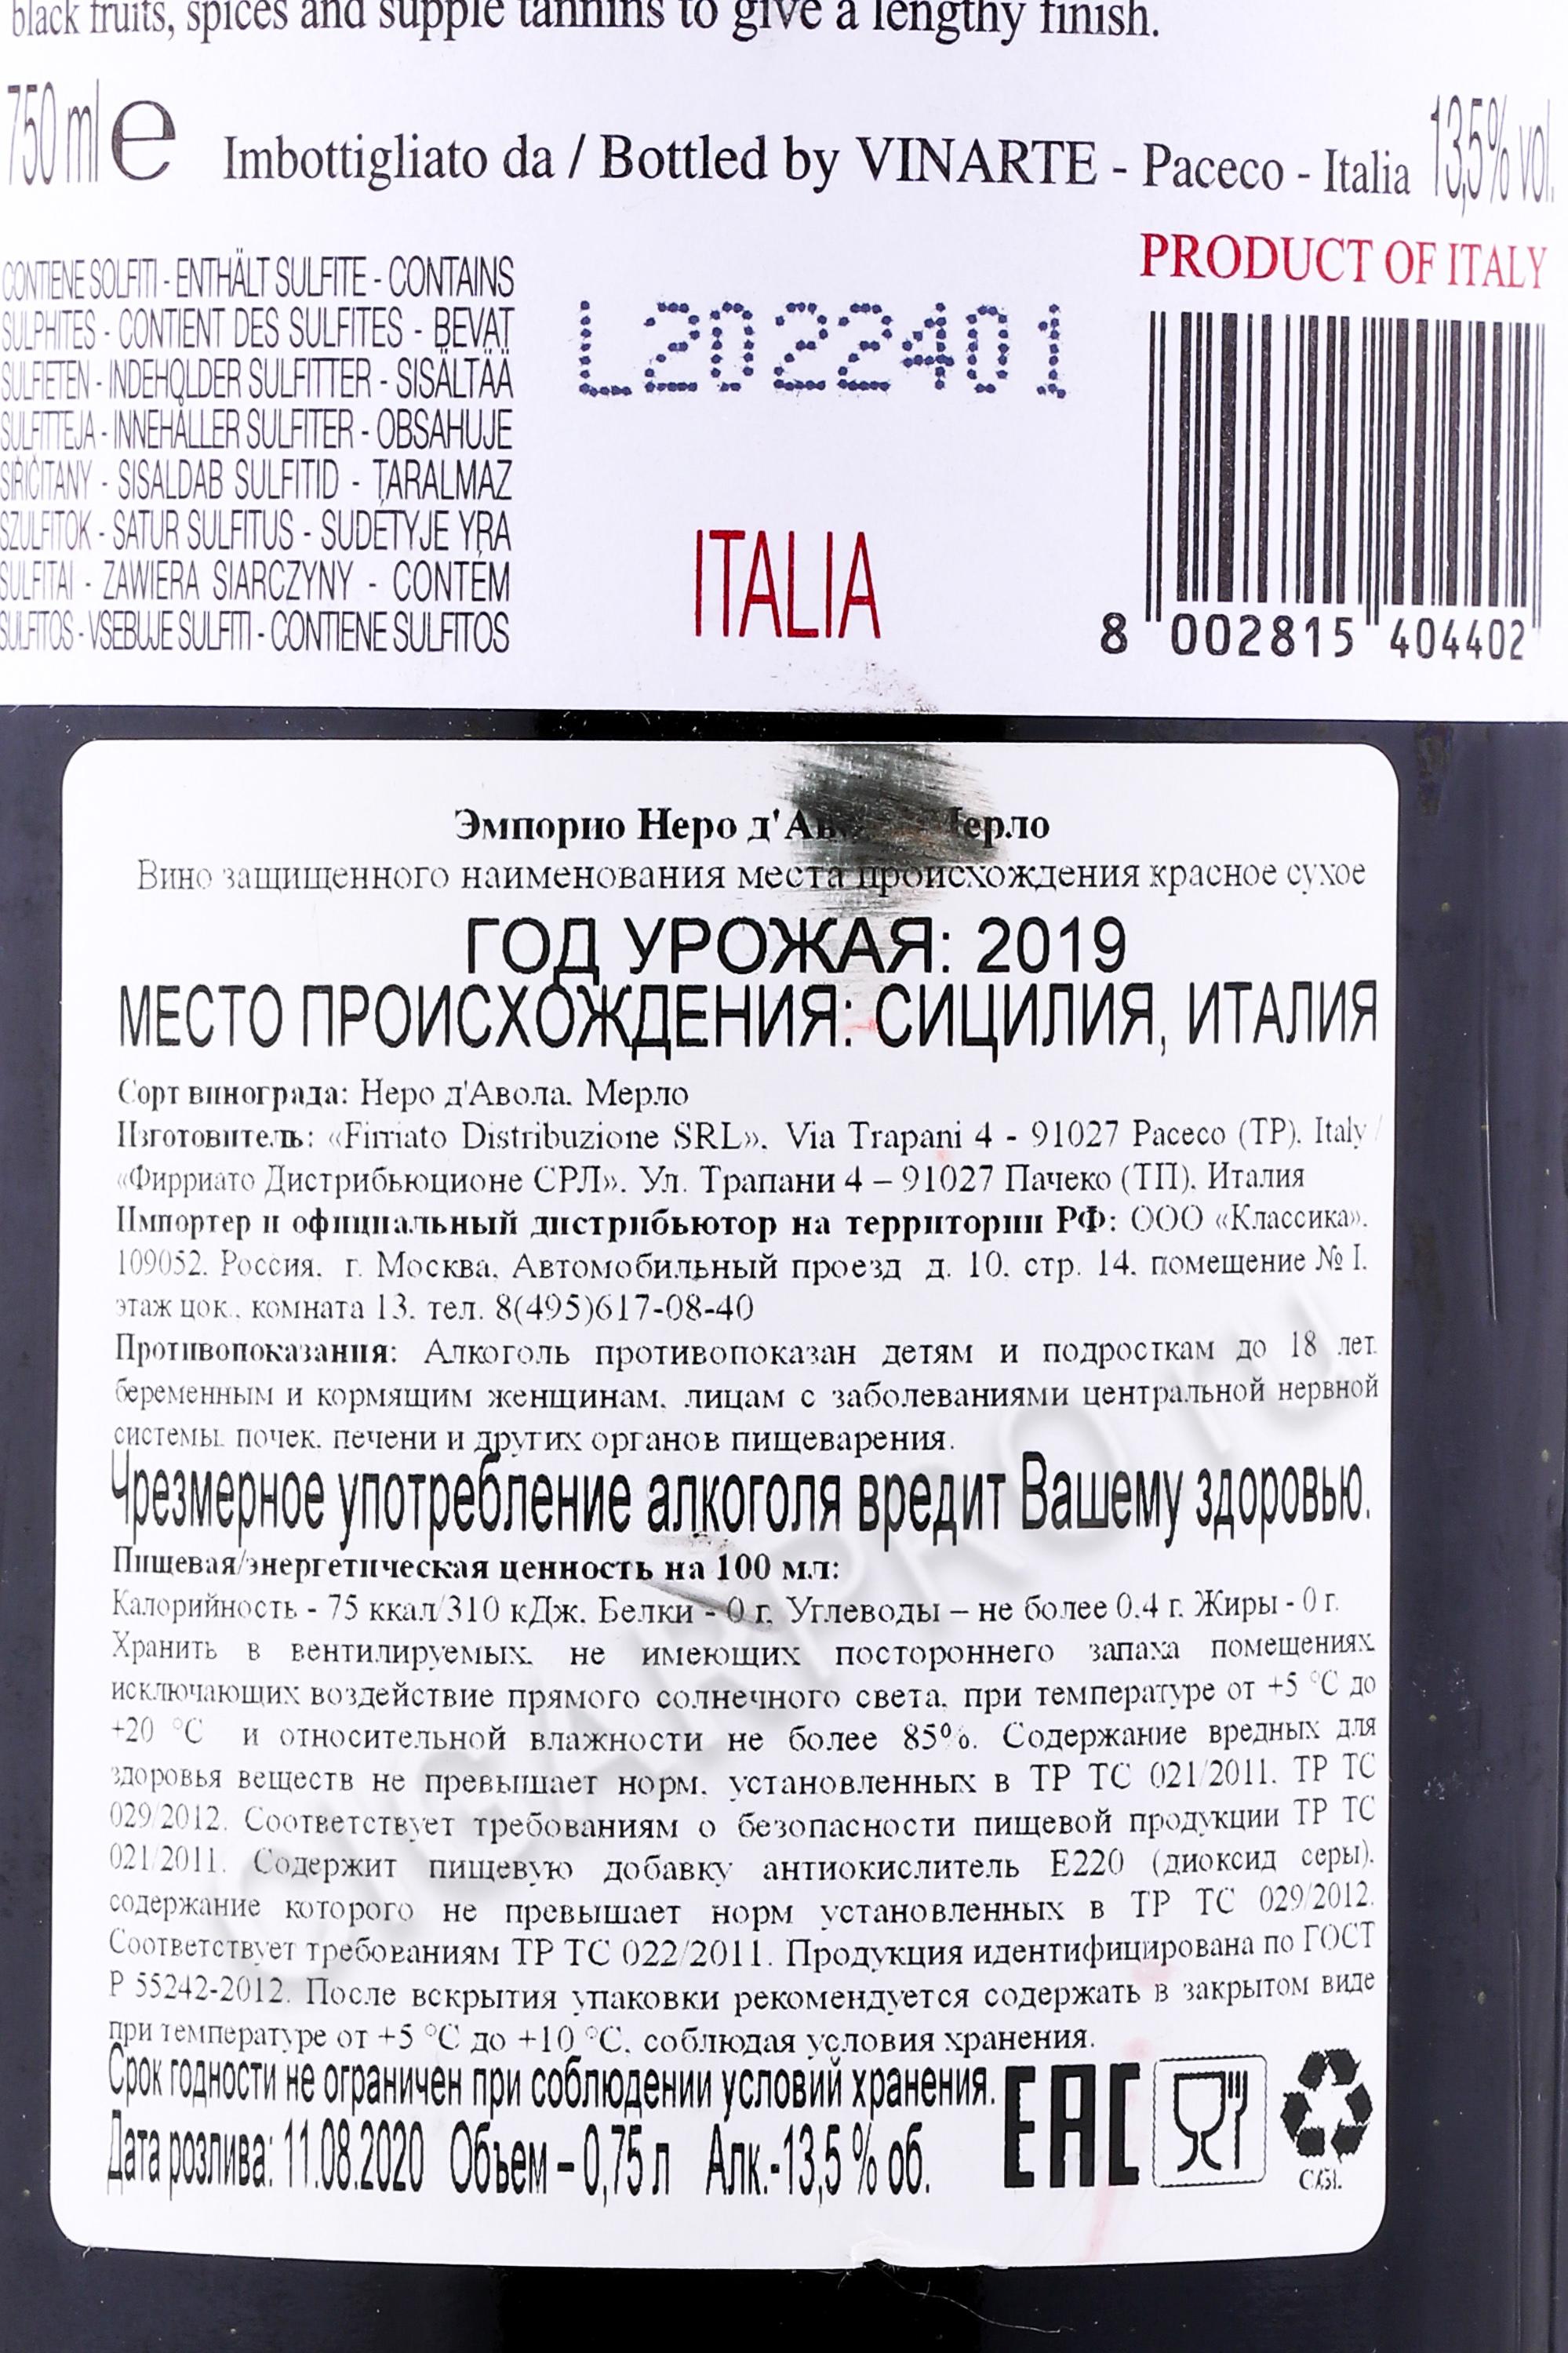 black fruits, spices and supple tannins to give a lengthy finish.
750 ml e
Imbottigliato da / Bottled by VINARTE - Paceco - Italia
13,5% vol.
CONTIENE SOLFITI - ENTHÄLT SULFITE - CONTAINS
SULPHITES - CONTIENT DES SULFITES - BEVAT
SULFIETEN - INDEHOLDER SULFITTER - SISÄLTÄÄ
SULFITTEJA - INNEHÅLLER SULFITER - OBSAHUJE
SIŘIČITANY - SISALDAB SULFITID - TARALMAZ
SZULFITOK - SATUR SULFITUS - SUDĖTYJE YRA
SULFITAI - ZAWIERA SIARCZYNY - CONTÉM
SULFITOS - VSEBUJE SULFITI - CONTIENE SULFITOS
L2022401
ITALIA
PRODUCT OF ITALY
8 002815 404402
Эмпорио Неро д'Ав ерло
Вино защищенного наименования места происхождения красное сухое
ГОД УРОЖАЯ: 2019
МЕСТО ПРОИСХОЖДЕНИЯ: СИЦИЛИЯ, ИТАЛИЯ
Сорт винограда: Неро д'Авола, Мерло
Изготовитель: «Firriato Distribuzione SRL», Via Trapani 4 - 91027 Paceco (TP), Italy /
«Фирриато Дистрибьюционе СРЛ», Ул. Трапани 4 – 91027 Пачеко (ТП), Италия
Импортер и официальный дистрибьютор на территории РФ: ООО «Классика»,
109052, Россия, г. Москва, Автомобильный проезд д. 10, стр. 14, помещение № I,
этаж цок., комната 13, тел. 8(495)617-08-40
Противопоказания: Алкоголь противопоказан детям и подросткам до 18 лет,
беременным и кормящим женщинам, лицам с заболеваниями центральной нервной
системы, почек, печени и других органов пищеварения.
Чрезмерное употребление алкоголя вредит Вашему здоровью.
Пищевая/энергетическая ценность на 100 мл:
Калорийность - 75 ккал/310 кДж, Белки - 0 г, Углеводы – не более 0,4 г, Жиры - 0 г.
Хранить в вентилируемых, не имеющих постороннего запаха помещениях,
исключающих воздействие прямого солнечного света, при температуре от +5 °C до
+20 °C и относительной влажности не более 85%. Содержание вредных для
здоровья веществ не превышает норм, установленных в ТР ТС 021/2011, ТР ТС
029/2012. Соответствует требованиям о безопасности пищевой продукции ТР ТС
021/2011. Содержит пищевую добавку антиокислитель Е220 (диоксид серы),
содержание которого не превышает норм установленных в ТР ТС 029/2012.
Соответствует требованиям ТР ТС 022/2011. Продукция идентифицирована по ГОСТ
Р 55242-2012. После вскрытия упаковки рекомендуется содержать в закрытом виде
при температуре от +5 °C до +10 °C, соблюдая условия хранения.
Срок годности не ограничен при соблюдении условий хранения.
Дата розлива: 11.08.2020 Объем – 0,75 л Алк.-13,5 % об.
EAC
CIGARPRO.ru